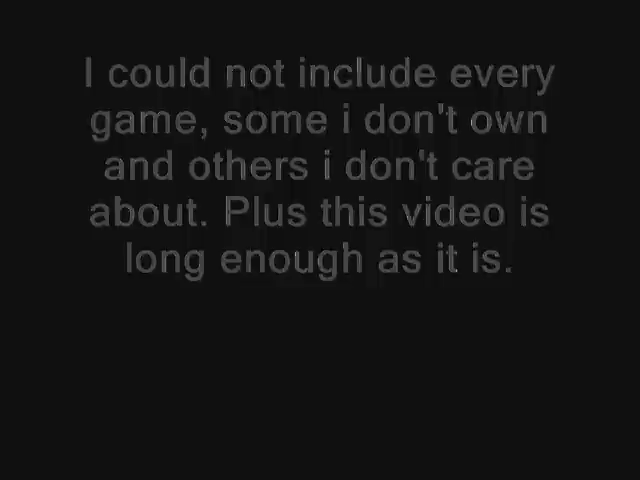 I could not include every
game, some i don't own
and others i don't care
about. Plus this video is
long enough as it is.